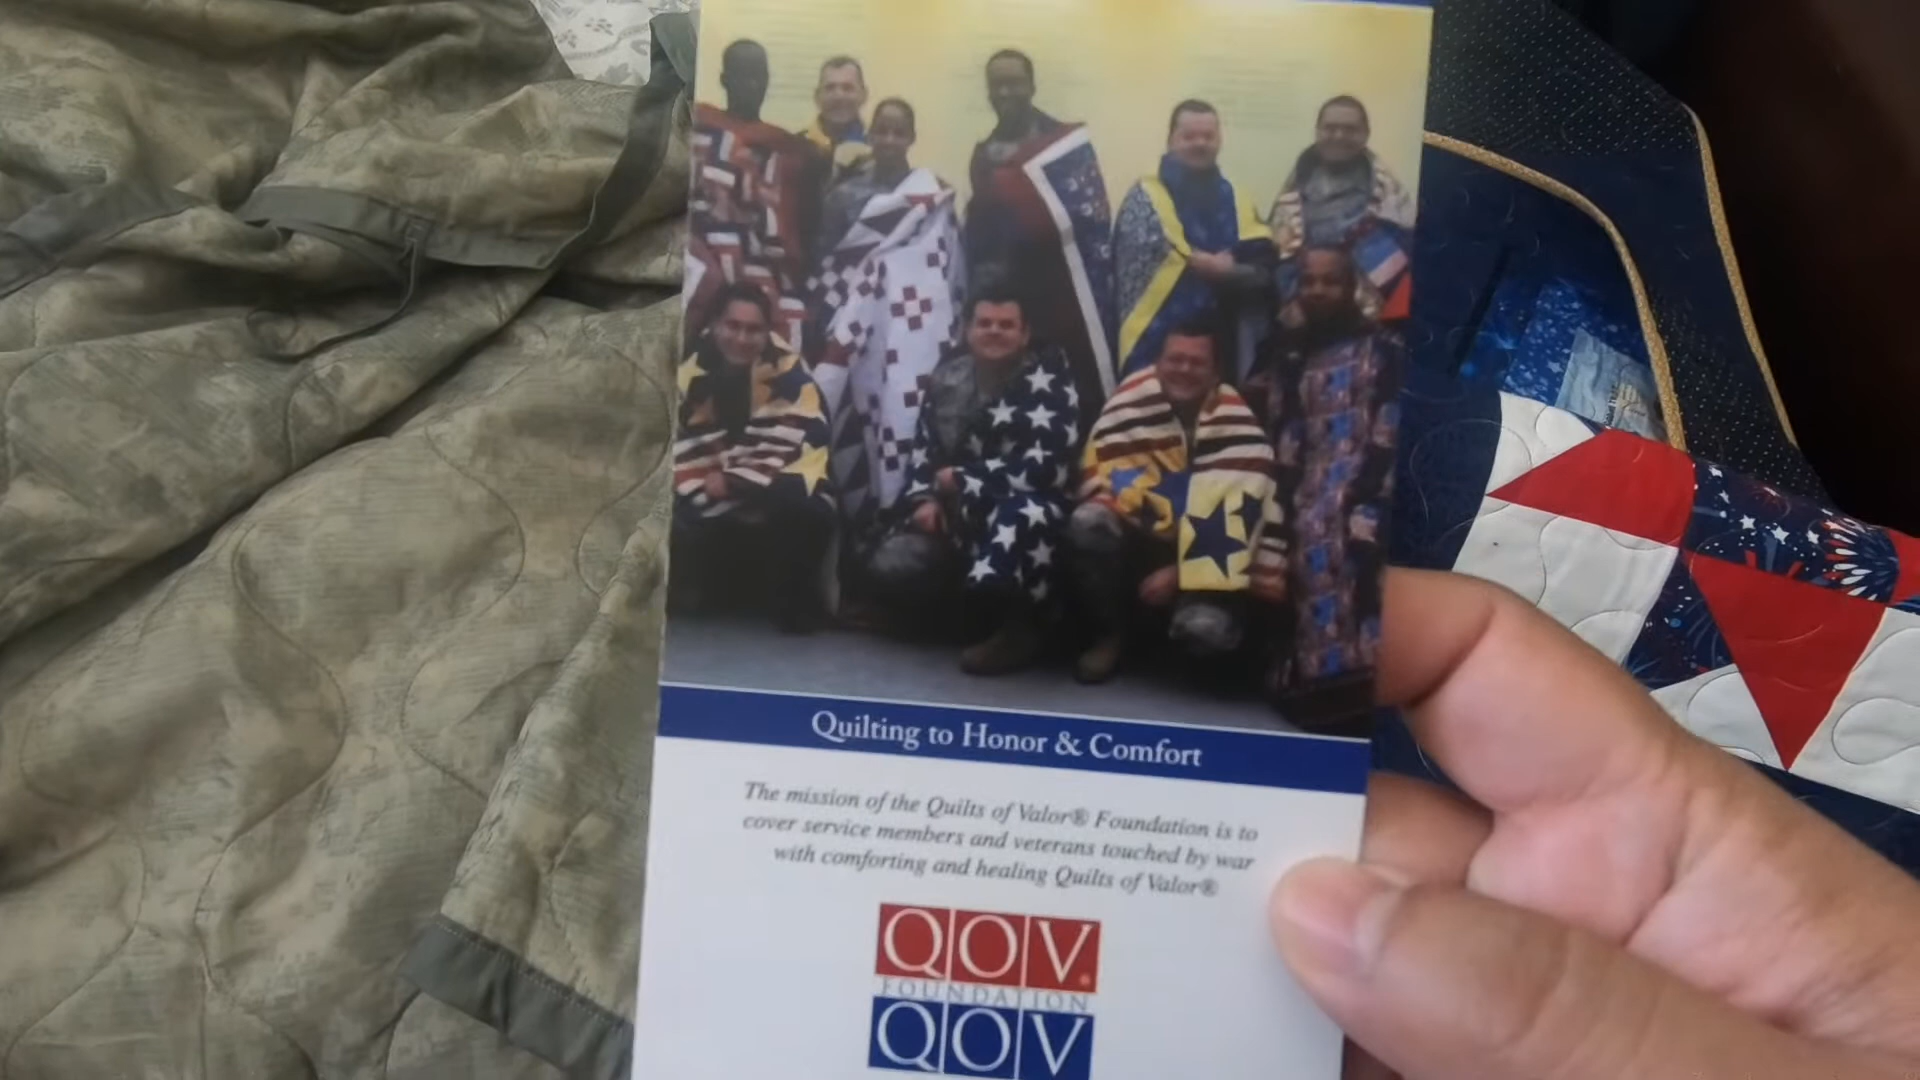 Quilting to Honor & Comfort
The mission of the Quilts of Valor® Foundation is to
cover service members and veterans touched by war
with comforting and healing Quilts of Valor®
QOV®
FOUNDATION
QOV